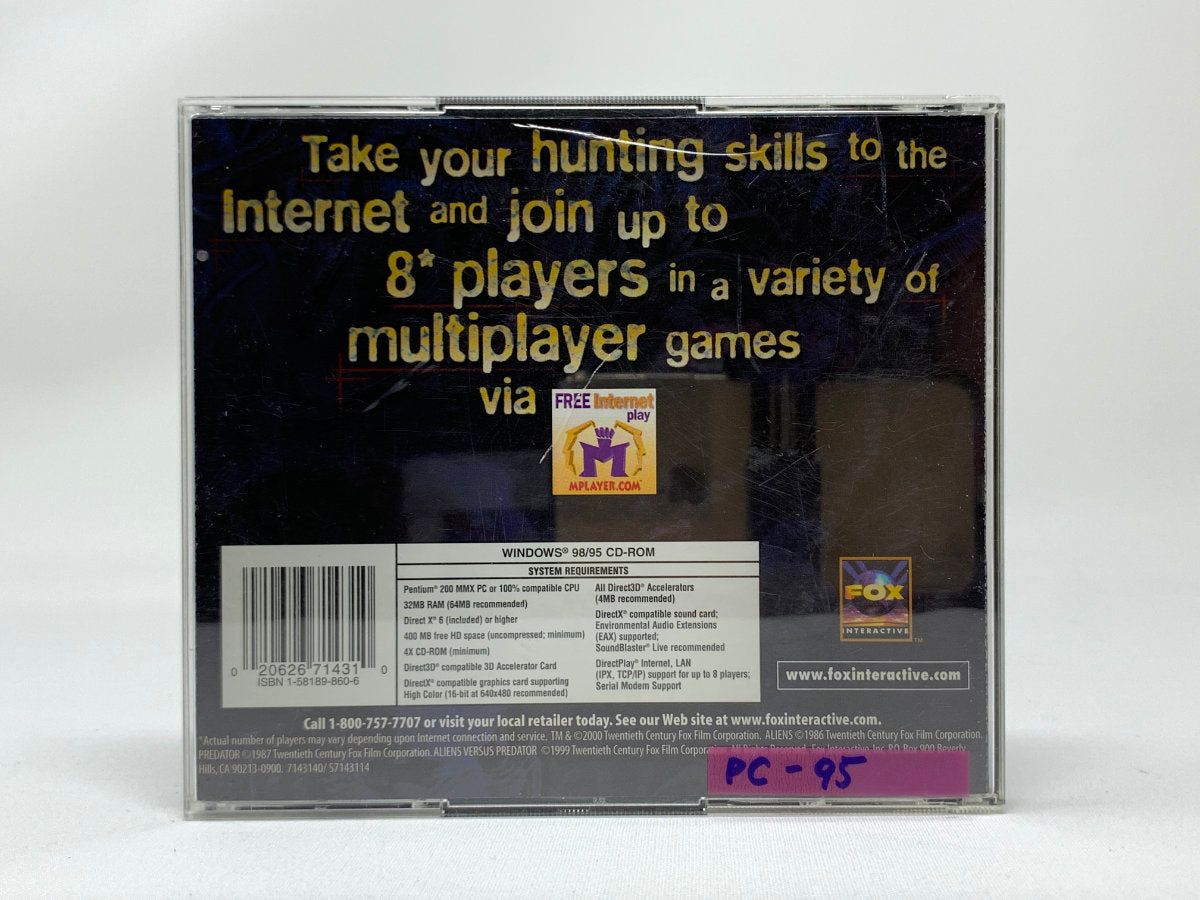 Take your hunting skills to the
Internet and join up to
8* players in a variety of
multiplayer games
via
FREE Internet
play
M
MPLAYER.COM
WINDOWS® 98/95 CD-ROM
SYSTEM REQUIREMENTS
Pentium® 200 MMX PC or 100% compatible CPU
32MB RAM (64MB recommended)
Direct X® 6 (included) or higher
400 MB free HD space (uncompressed; minimum)
4X CD-ROM (minimum)
Direct3D® compatible 3D Accelerator Card
DirectX® compatible graphics card supporting
High Color (16-bit at 640x480 recommended)
All Direct3D® Accelerators
(4MB recommended)
DirectX® compatible sound card;
Environmental Audio Extensions
(EAX) supported;
SoundBlaster® Live recommended
DirectPlay® Internet, LAN
(IPX, TCP/IP) support for up to 8 players;
Serial Modem Support
0 20626 71431 0
ISBN 1-58189-860-6
FOX
INTERACTIVE™
www.foxinteractive.com
Call 1-800-757-7707 or visit your local retailer today. See our Web site at www.foxinteractive.com.
*Actual number of players may vary depending upon Internet connection and service. TM & ©2000 Twentieth Century Fox Film Corporation. ALIENS ©1986 Twentieth Century Fox Film Corporation.
PREDATOR ©1987 Twentieth Century Fox Film Corporation. ALIENS VERSUS PREDATOR ©1999 Twentieth Century Fox Film Corpo All Rights Reserved. Fox Interactive, Inc. P.O. Box 900 Beverly
Hills, CA 90213-0900. 7143140/ 57143114
PC - 95